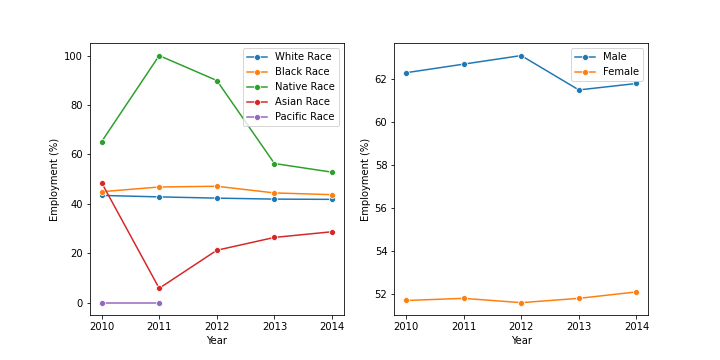 100
80
60
40
20
0
Employment (%)
2010 2011 2012 2013 2014
Year
White Race
Black Race
Native Race
Asian Race
Pacific Race
62
60
58
56
54
52
Employment (%)
2010 2011 2012 2013 2014
Year
Male
Female